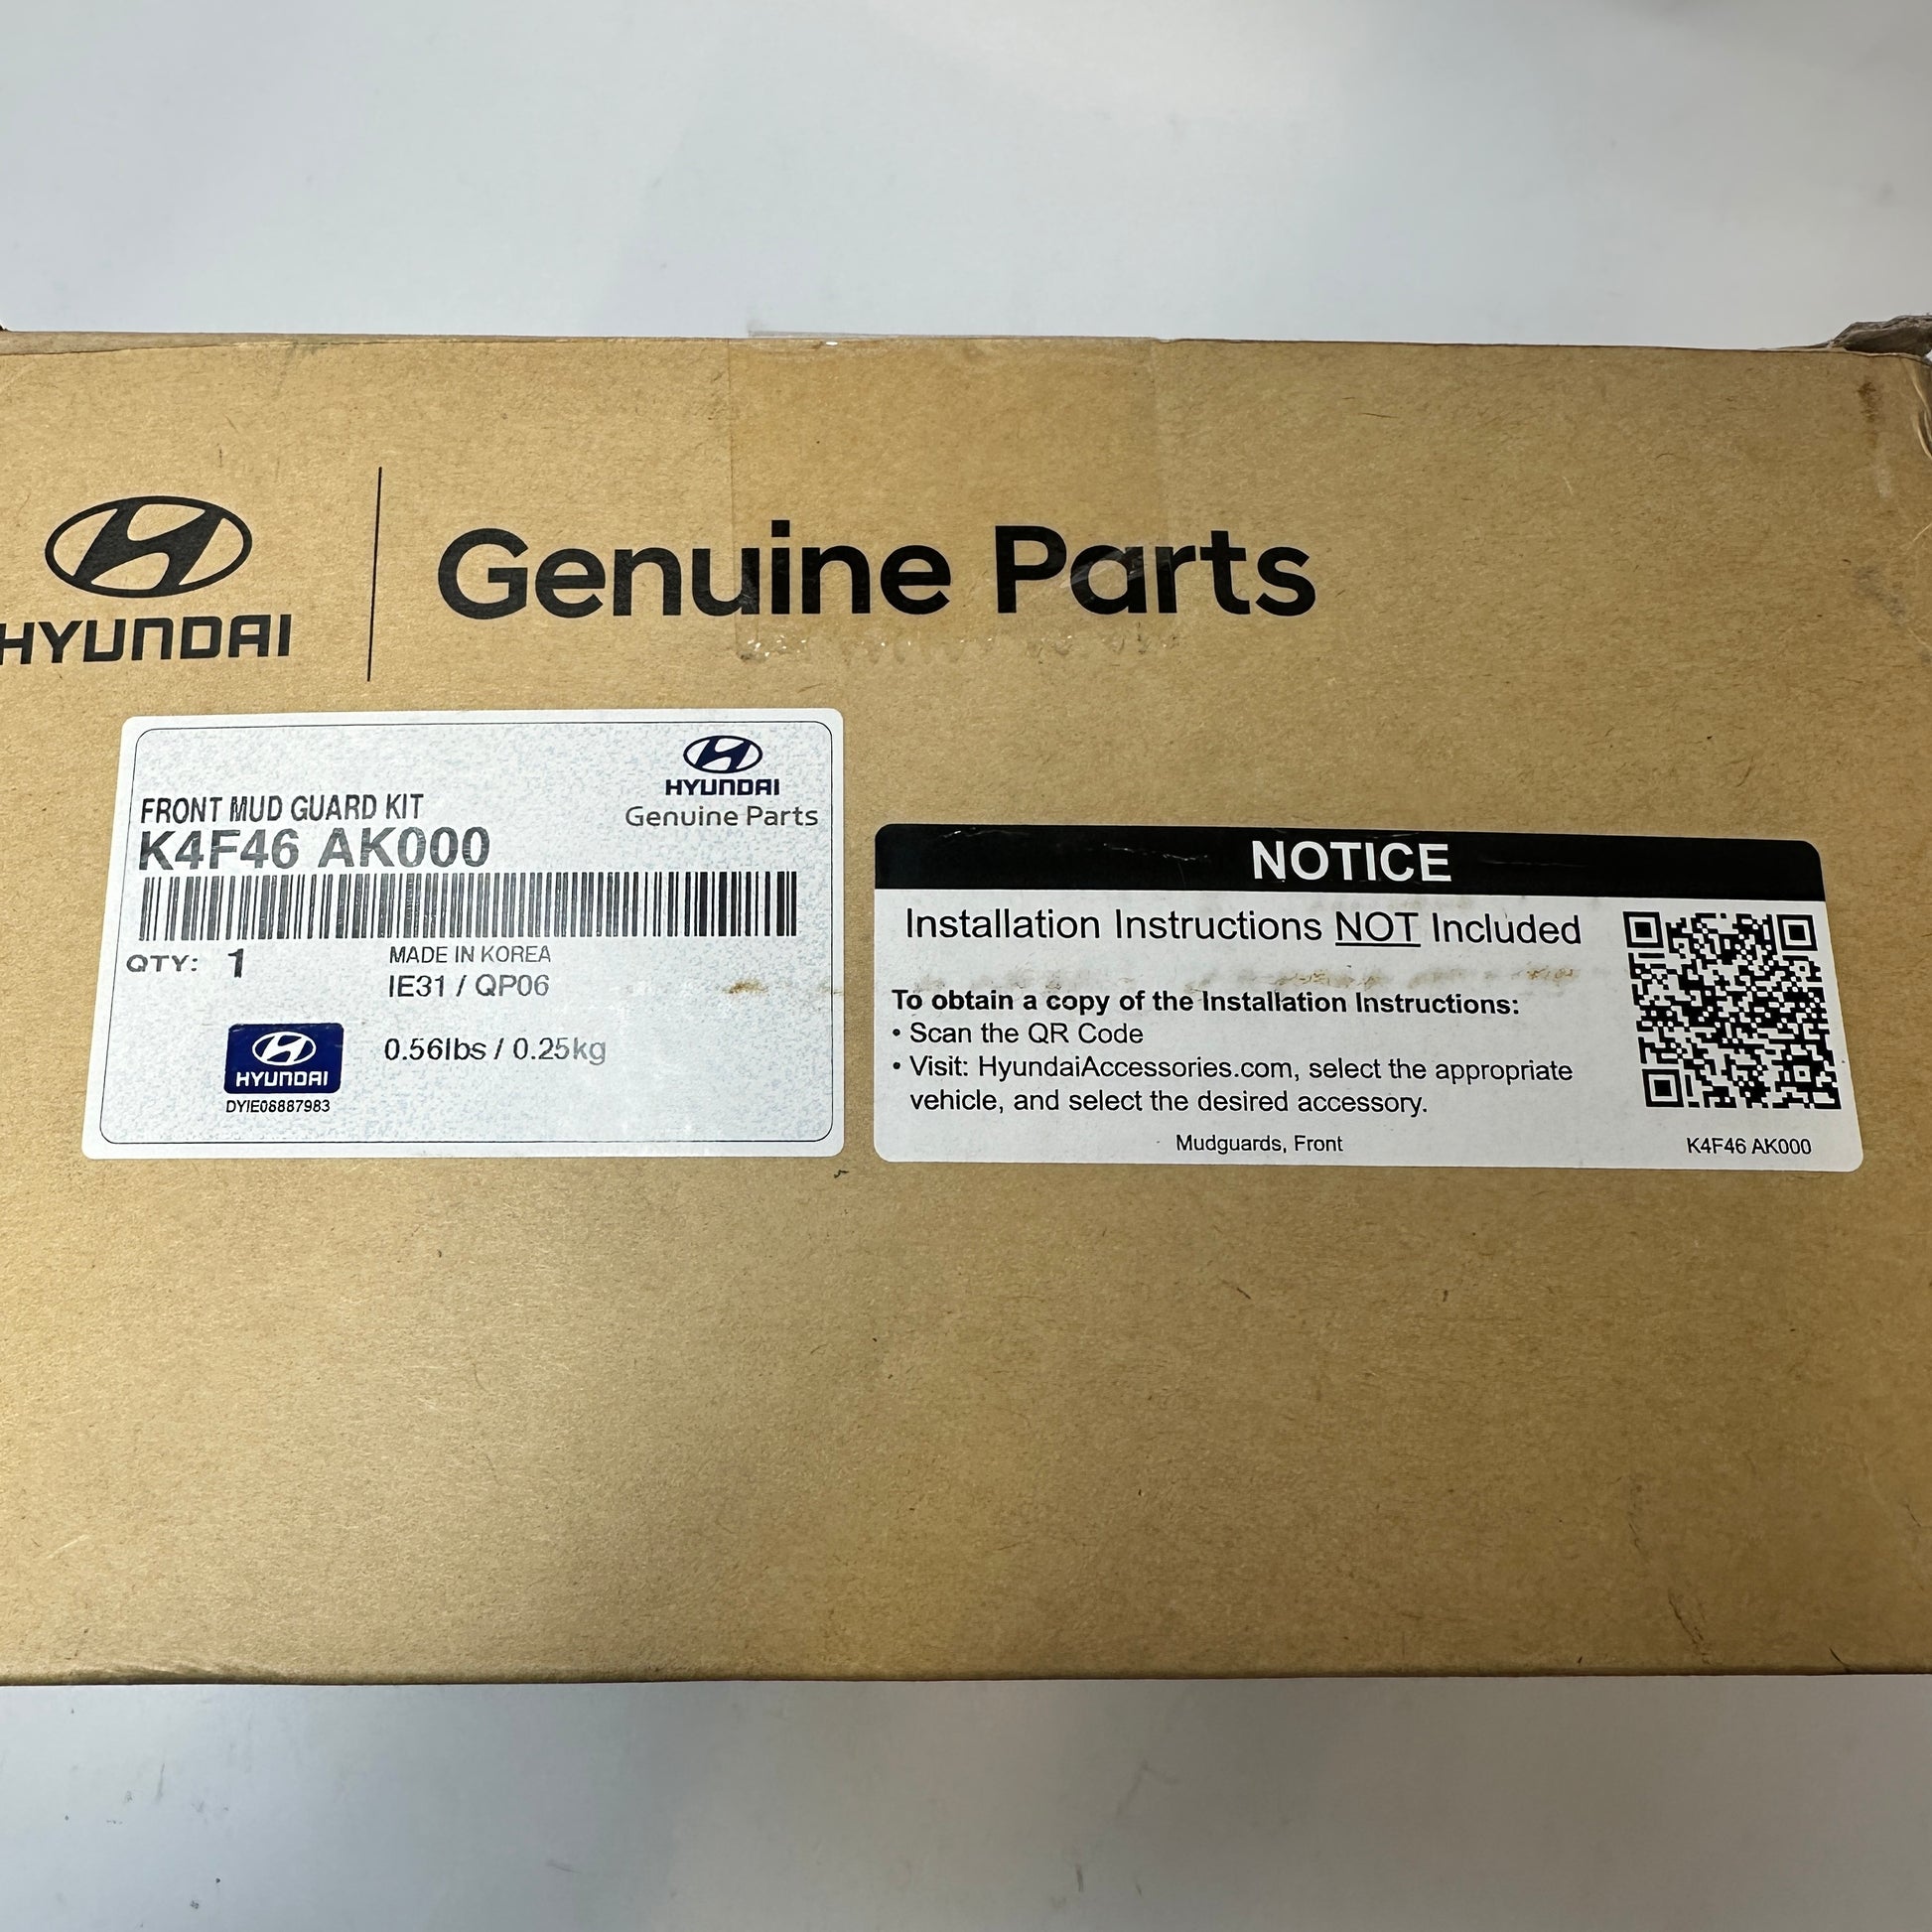 HYUNDAI
Genuine Parts
HYUNDAI
Genuine Parts
FRONT MUD GUARD KIT
K4F46 AK000
QTY: 1
MADE IN KOREA
IE31 / QP06
0.56lbs / 0.25kg
HYUNDAI
DYIE06887983
NOTICE
Installation Instructions NOT Included
To obtain a copy of the Installation Instructions:
• Scan the QR Code
• Visit: HyundaiAccessories.com, select the appropriate
vehicle, and select the desired accessory.
Mudguards, Front
K4F46 AK000